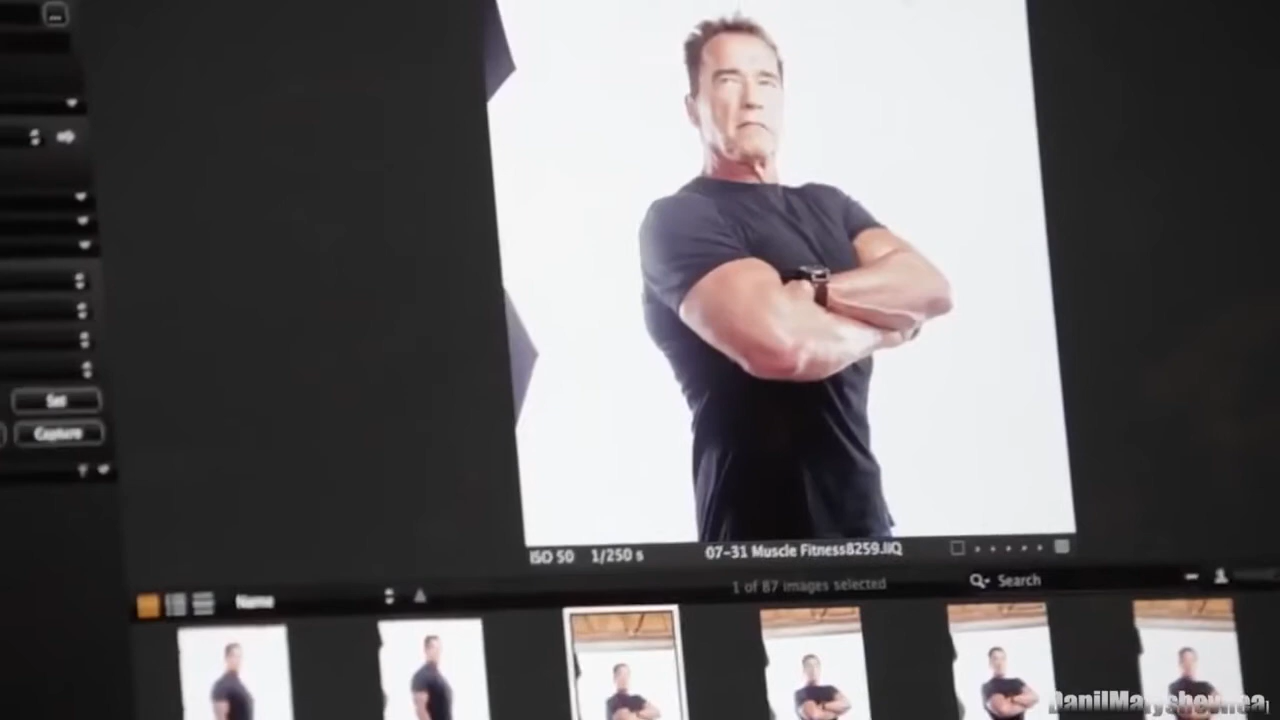 Set
Capture
ISO 50 1/250 s 07-31 Muscle Fitness8259.IIQ
1 of 87 images selected
Search
Name